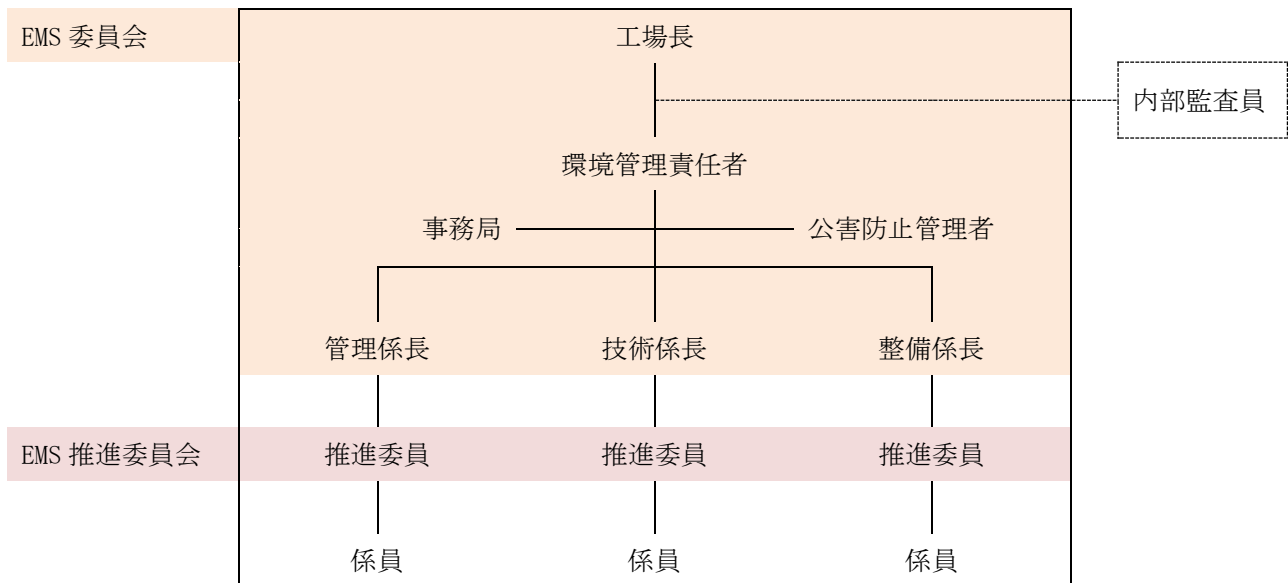 EMS 委員会
工場長
内部監査員
環境管理責任者
事務局
公害防止管理者
管理係長
技術係長
整備係長
EMS 推進委員会
推進委員
推進委員
推進委員
係員
係員
係員